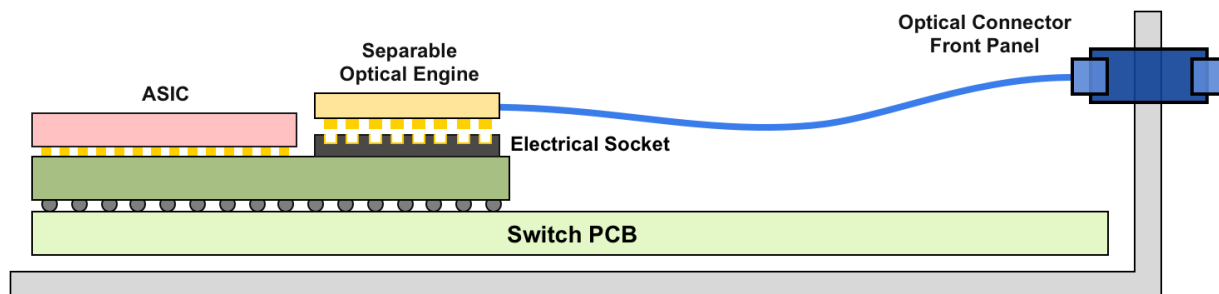 Optical Connector
Front Panel
Separable
Optical Engine
ASIC
Electrical Socket
Switch PCB